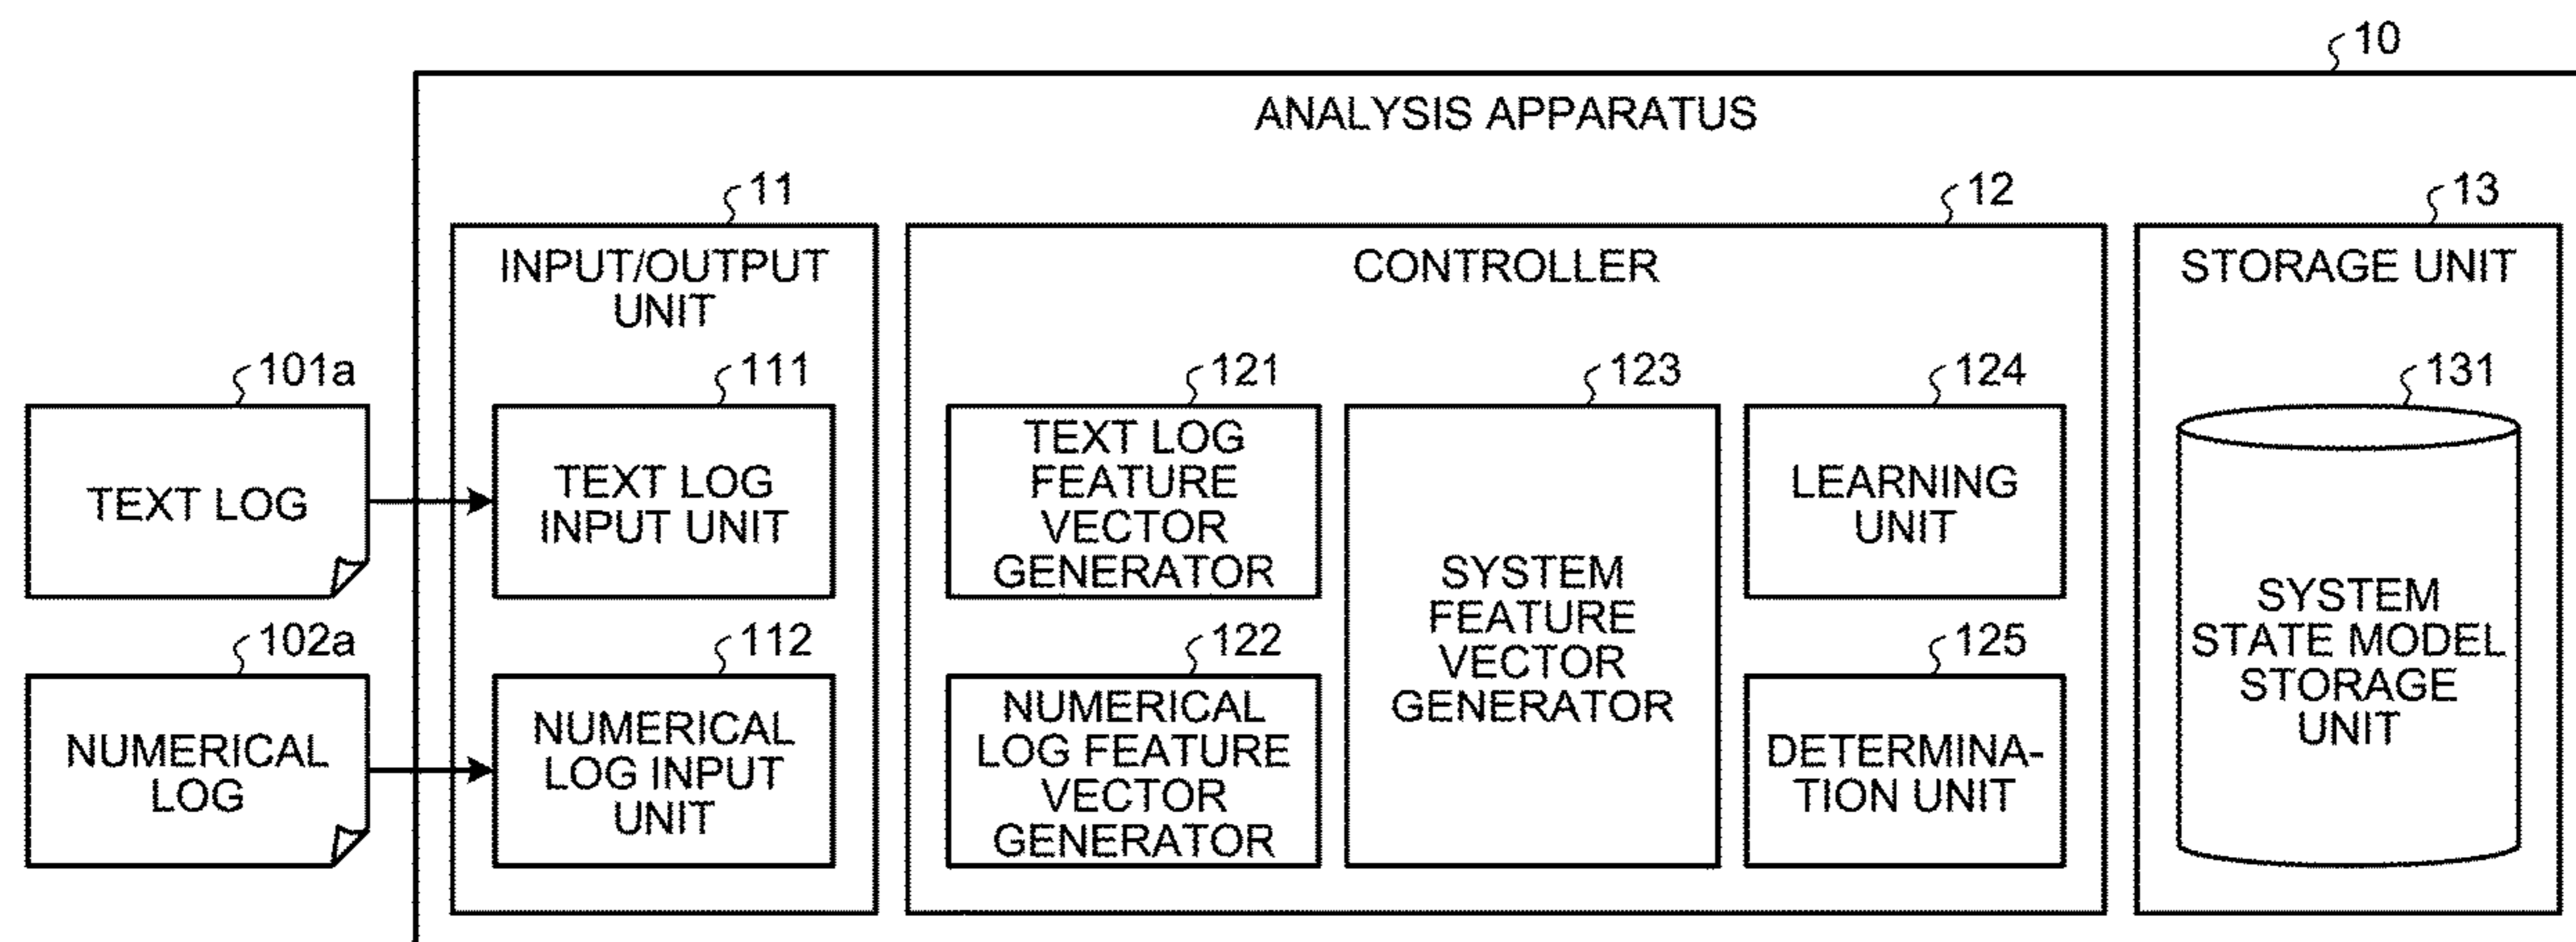 10
ANALYSIS APPARATUS
11
12
13
INPUT/OUTPUT
UNIT
CONTROLLER
STORAGE UNIT
101a
111
121
123
124
131
TEXT LOG
TEXT LOG
INPUT UNIT
TEXT LOG
FEATURE
VECTOR
GENERATOR
SYSTEM
FEATURE
VECTOR
GENERATOR
LEARNING
UNIT
SYSTEM
STATE MODEL
STORAGE
UNIT
102a
112
122
125
NUMERICAL
LOG
NUMERICAL
LOG INPUT
UNIT
NUMERICAL
LOG FEATURE
VECTOR
GENERATOR
DETERMINA-
TION UNIT